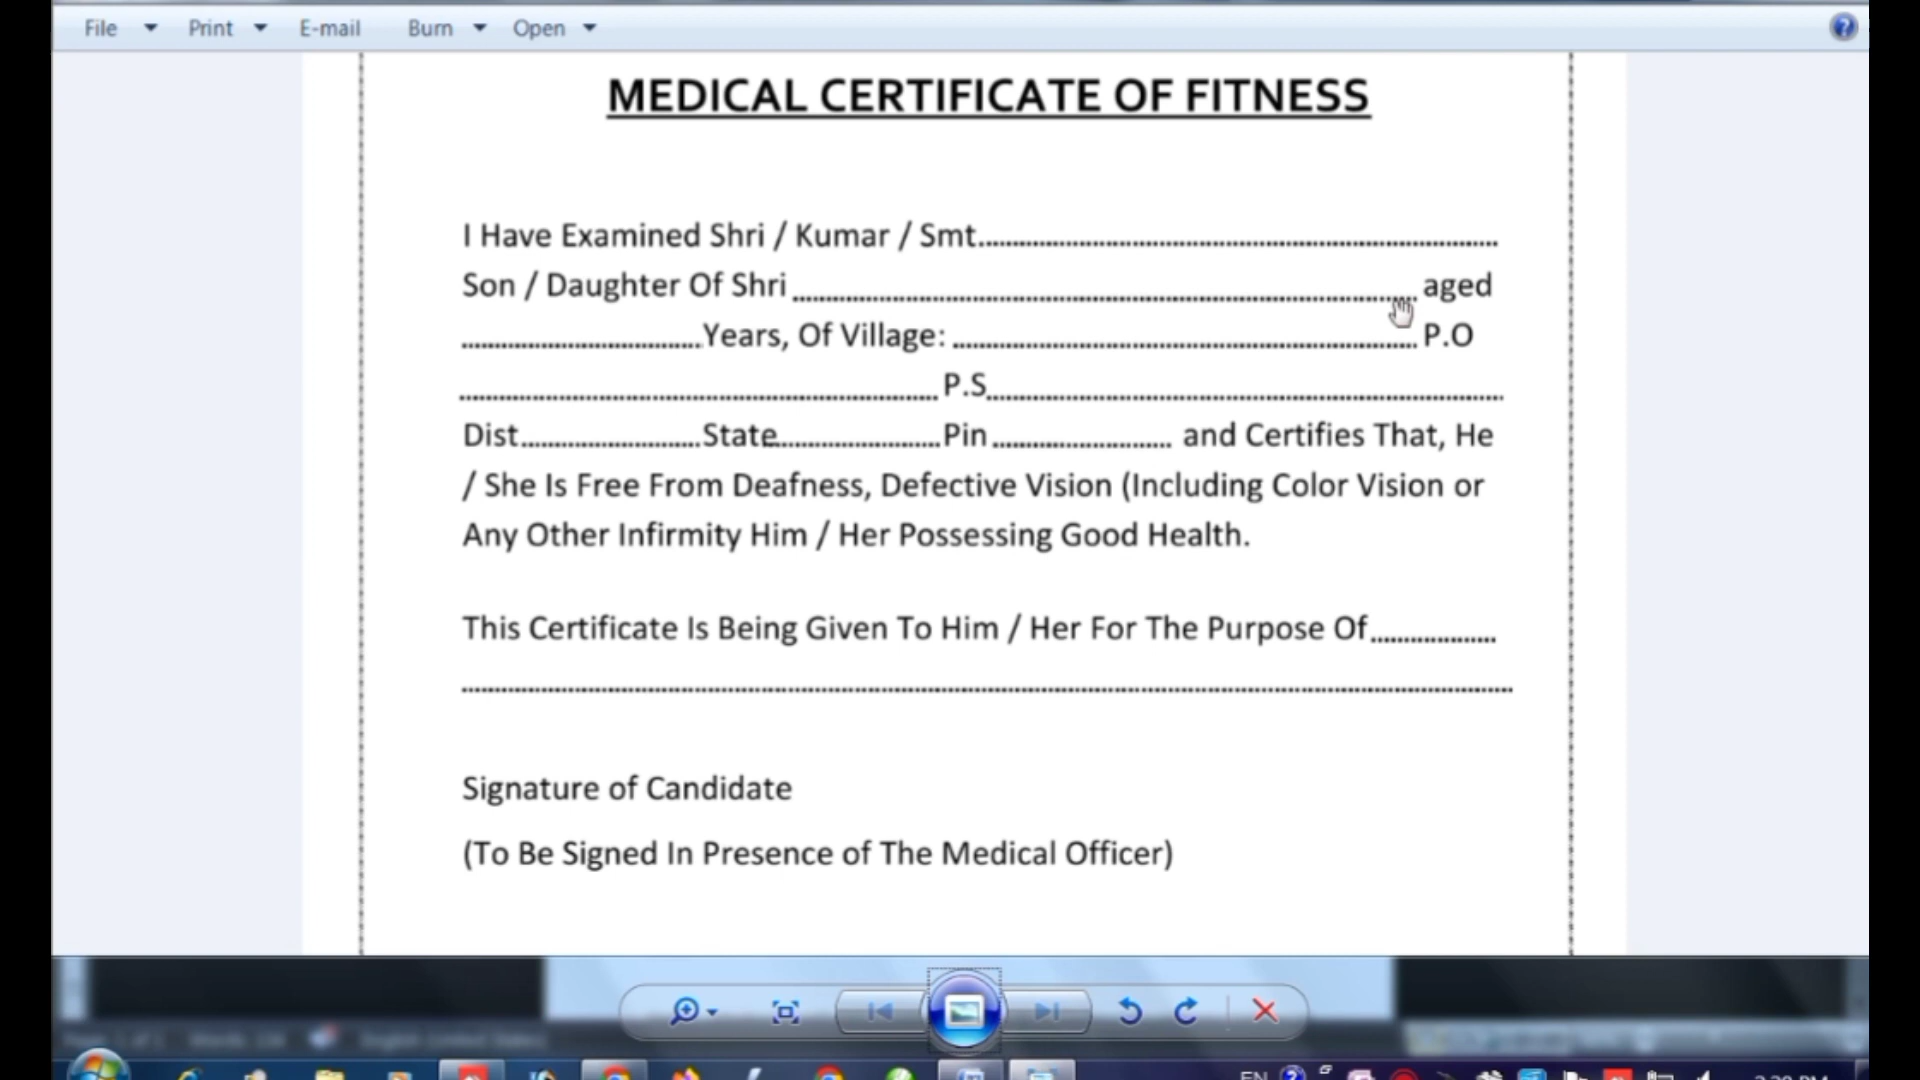 File Print E-mail Burn Open
MEDICAL CERTIFICATE OF FITNESS
I Have Examined Shri / Kumar / Smt.......................................................
Son / Daughter Of Shri ....................................................... aged
..............................Years, Of Village: .................................................. P.O
.................................................. P.S.......................................................
Dist....................State....................Pin .................... and Certifies That, He
/ She Is Free From Deafness, Defective Vision (Including Color Vision or
Any Other Infirmity Him / Her Possessing Good Health.
This Certificate Is Being Given To Him / Her For The Purpose Of...............
..............................................................................................................
Signature of Candidate
(To Be Signed In Presence of The Medical Officer)
EN